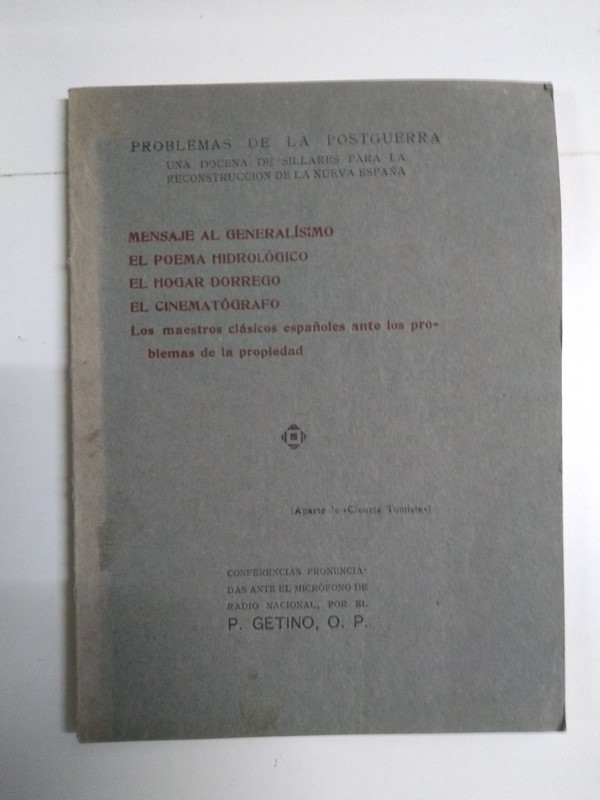 PROBLEMAS DE LA POSTGUERRA
UNA DOCENA DE SILLARES PARA LA
RECONSTRUCCION DE LA NUEVA ESPAÑA
MENSAJE AL GENERALÍSIMO
EL POEMA HIDROLÓGICO
EL HOGAR DORREGO
EL CINEMATÓGRAFO
Los maestros clásicos españoles ante los pro-
blemas de la propiedad
(Aparte «Ciencia Tomista»)
CONFERENCIAS PRONUNCIA-
DAS ANTE EL MICRÓFONO DE
RADIO NACIONAL, POR EL
P. GETINO, O. P.